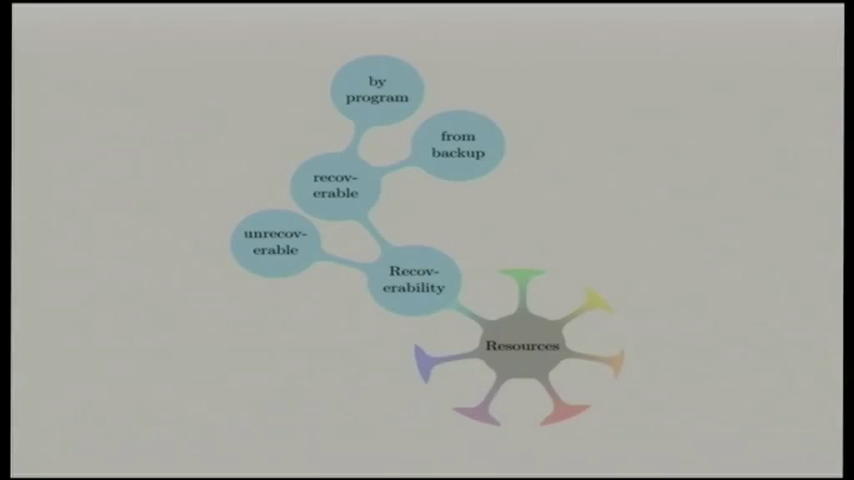 by
program
from
backup
recov-
erable
unrecov-
erable
Recov-
erability
Resources